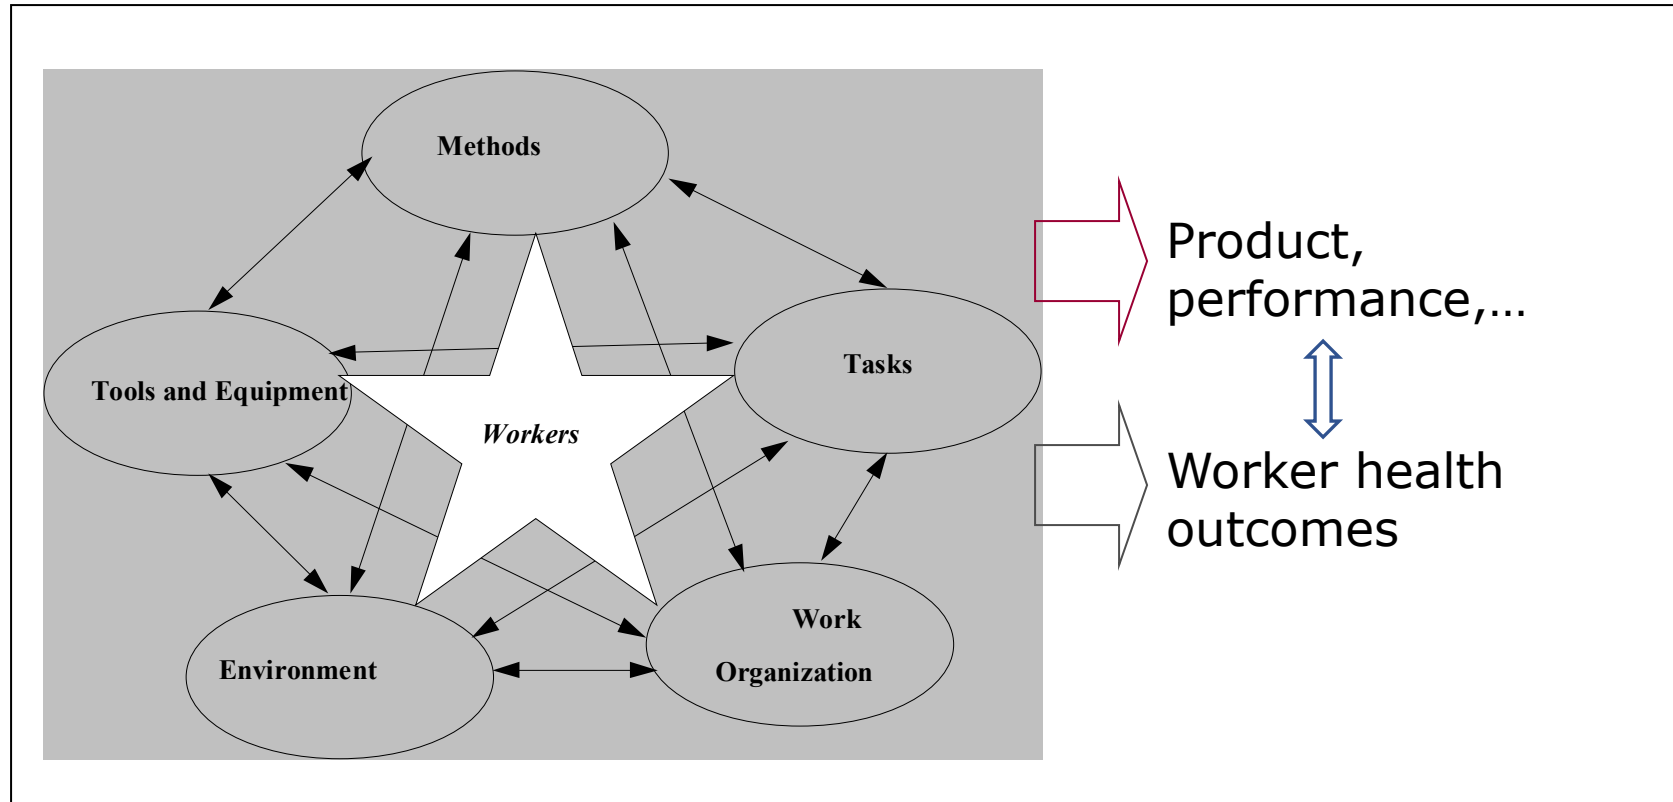 Methods
Tasks
Tools and Equipment
Workers
Work
Organization
Environment
Product,
performance,…
Worker health
outcomes